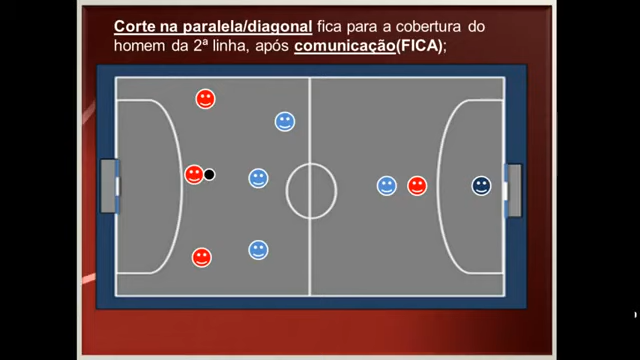 Corte na paralela/diagonal fica para a cobertura do
homem da 2ª linha, após comunicação(FICA);